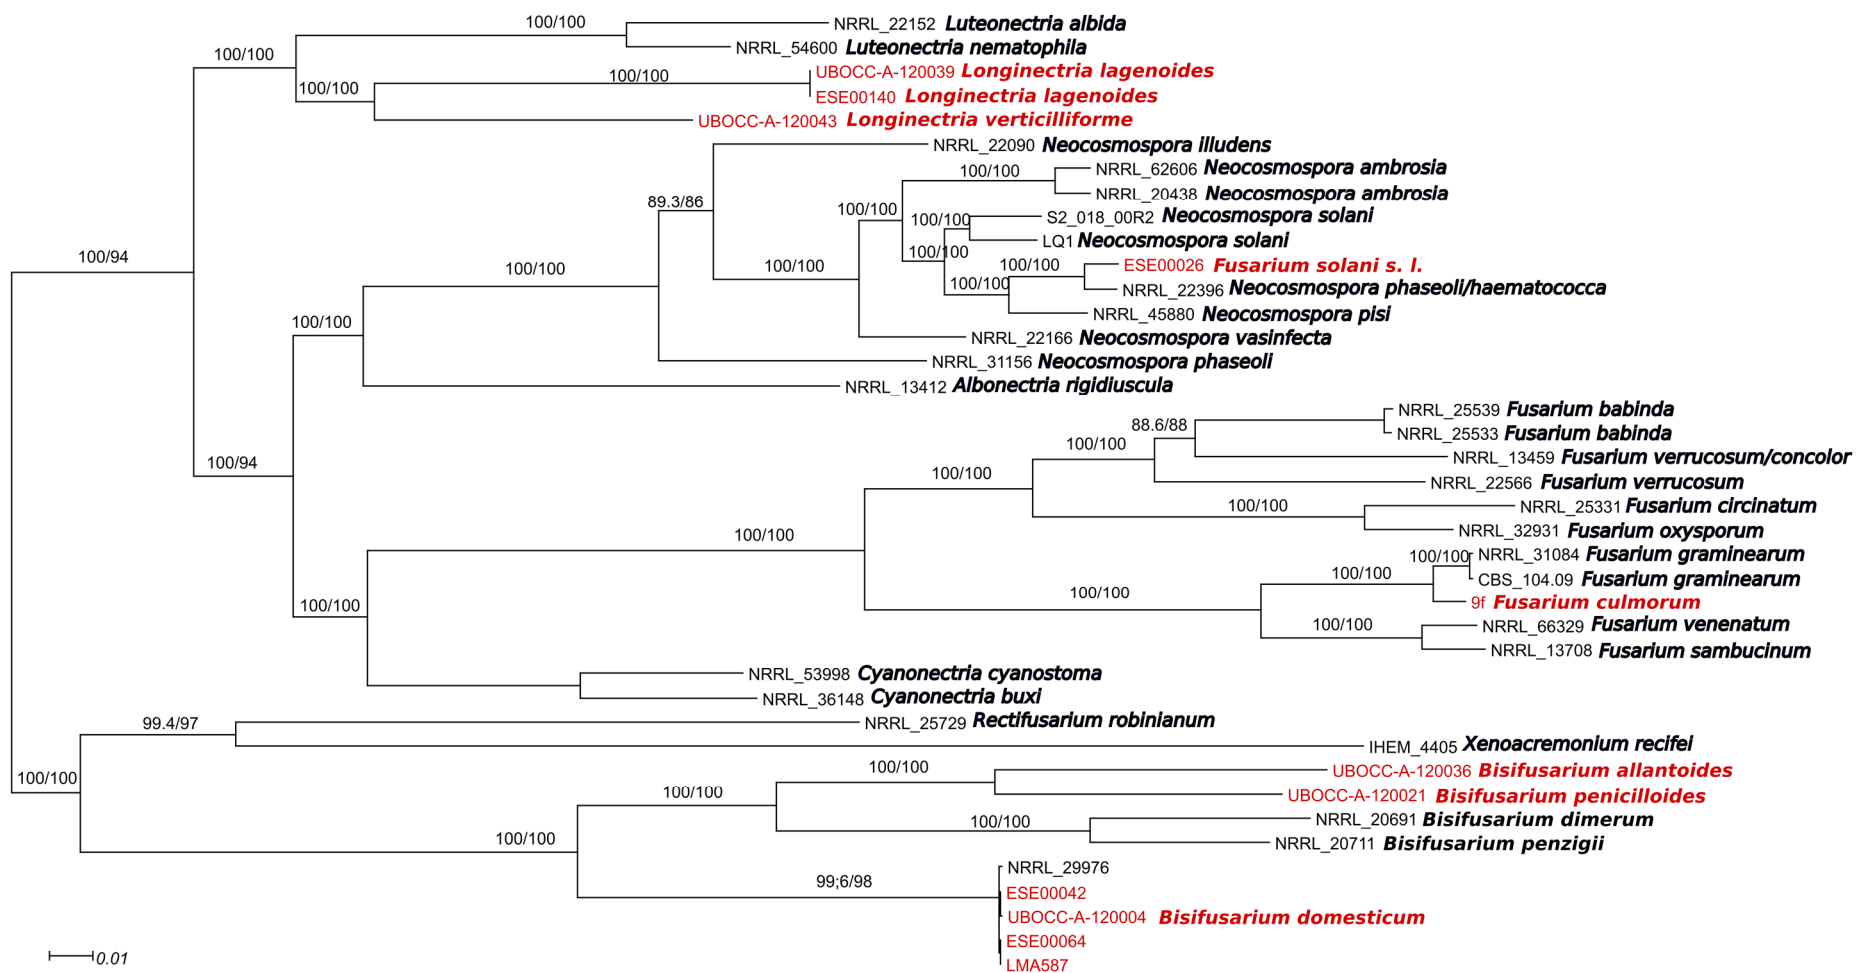 100/100
NRRL_22152 Luteonectria albida
100/100
NRRL_54600 Luteonectria nematophila
UBOCC-A-120039 Longinectria lagenoides
100/100
100/100
ESE00140 Longinectria lagenoides
UBOCC-A-120043 Longinectria verticilliforme
NRRL_22090 Neocosmospora illudens
100/100
NRRL_62606 Neocosmospora ambrosia
NRRL_20438 Neocosmospora ambrosia
89.3/86
100/100
100/100
S2_018_00R2 Neocosmospora solani
LQ1 Neocosmospora solani
100/94
100/100
100/100
100/100
100/100
ESE00026 Fusarium solani s. l.
100/100
NRRL_22396 Neocosmospora phaseoli/haematococca
NRRL_45880 Neocosmospora pisi
100/100
NRRL_22166 Neocosmospora vasinfecta
NRRL_31156 Neocosmospora phaseoli
NRRL_13412 Albonectria rigidiuscula
NRRL_25539 Fusarium babinda
88.6/88
NRRL_25533 Fusarium babinda
100/100
NRRL_13459 Fusarium verrucosum/concolor
100/94
100/100
NRRL_22566 Fusarium verrucosum
100/100
NRRL_25331 Fusarium circinatum
NRRL_32931 Fusarium oxysporum
100/100
100/100
NRRL_31084 Fusarium graminearum
100/100
CBS_104.09 Fusarium graminearum
100/100
9f Fusarium culmorum
100/100
100/100
NRRL_66329 Fusarium venenatum
NRRL_13708 Fusarium sambucinum
NRRL_53998 Cyanonectria cyanostoma
NRRL_36148 Cyanonectria buxi
99.4/97
NRRL_25729 Rectifusarium robinianum
IHEM_4405 Xenoacremonium recifei
100/100
100/100
UBOCC-A-120036 Bisifusarium allantoides
100/100
UBOCC-A-120021 Bisifusarium penicilloides
100/100
NRRL_20691 Bisifusarium dimerum
100/100
NRRL_20711 Bisifusarium penzigii
NRRL_29976
99;6/98
ESE00042
UBOCC-A-120004 Bisifusarium domesticum
ESE00064
0.01
LMA587